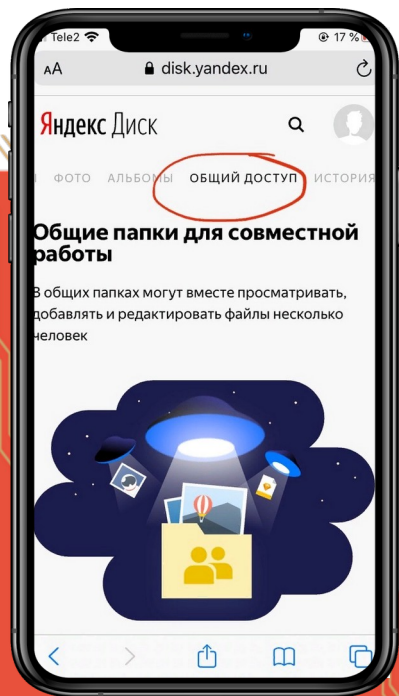 Tele2 17 %
AA disk.yandex.ru
Яндекс Диск
ФОТО АЛЬБОМЫ ОБЩИЙ ДОСТУП ИСТОРИЯ
Общие папки для совместной
работы
В общих папках могут вместе просматривать,
добавлять и редактировать файлы несколько
человек